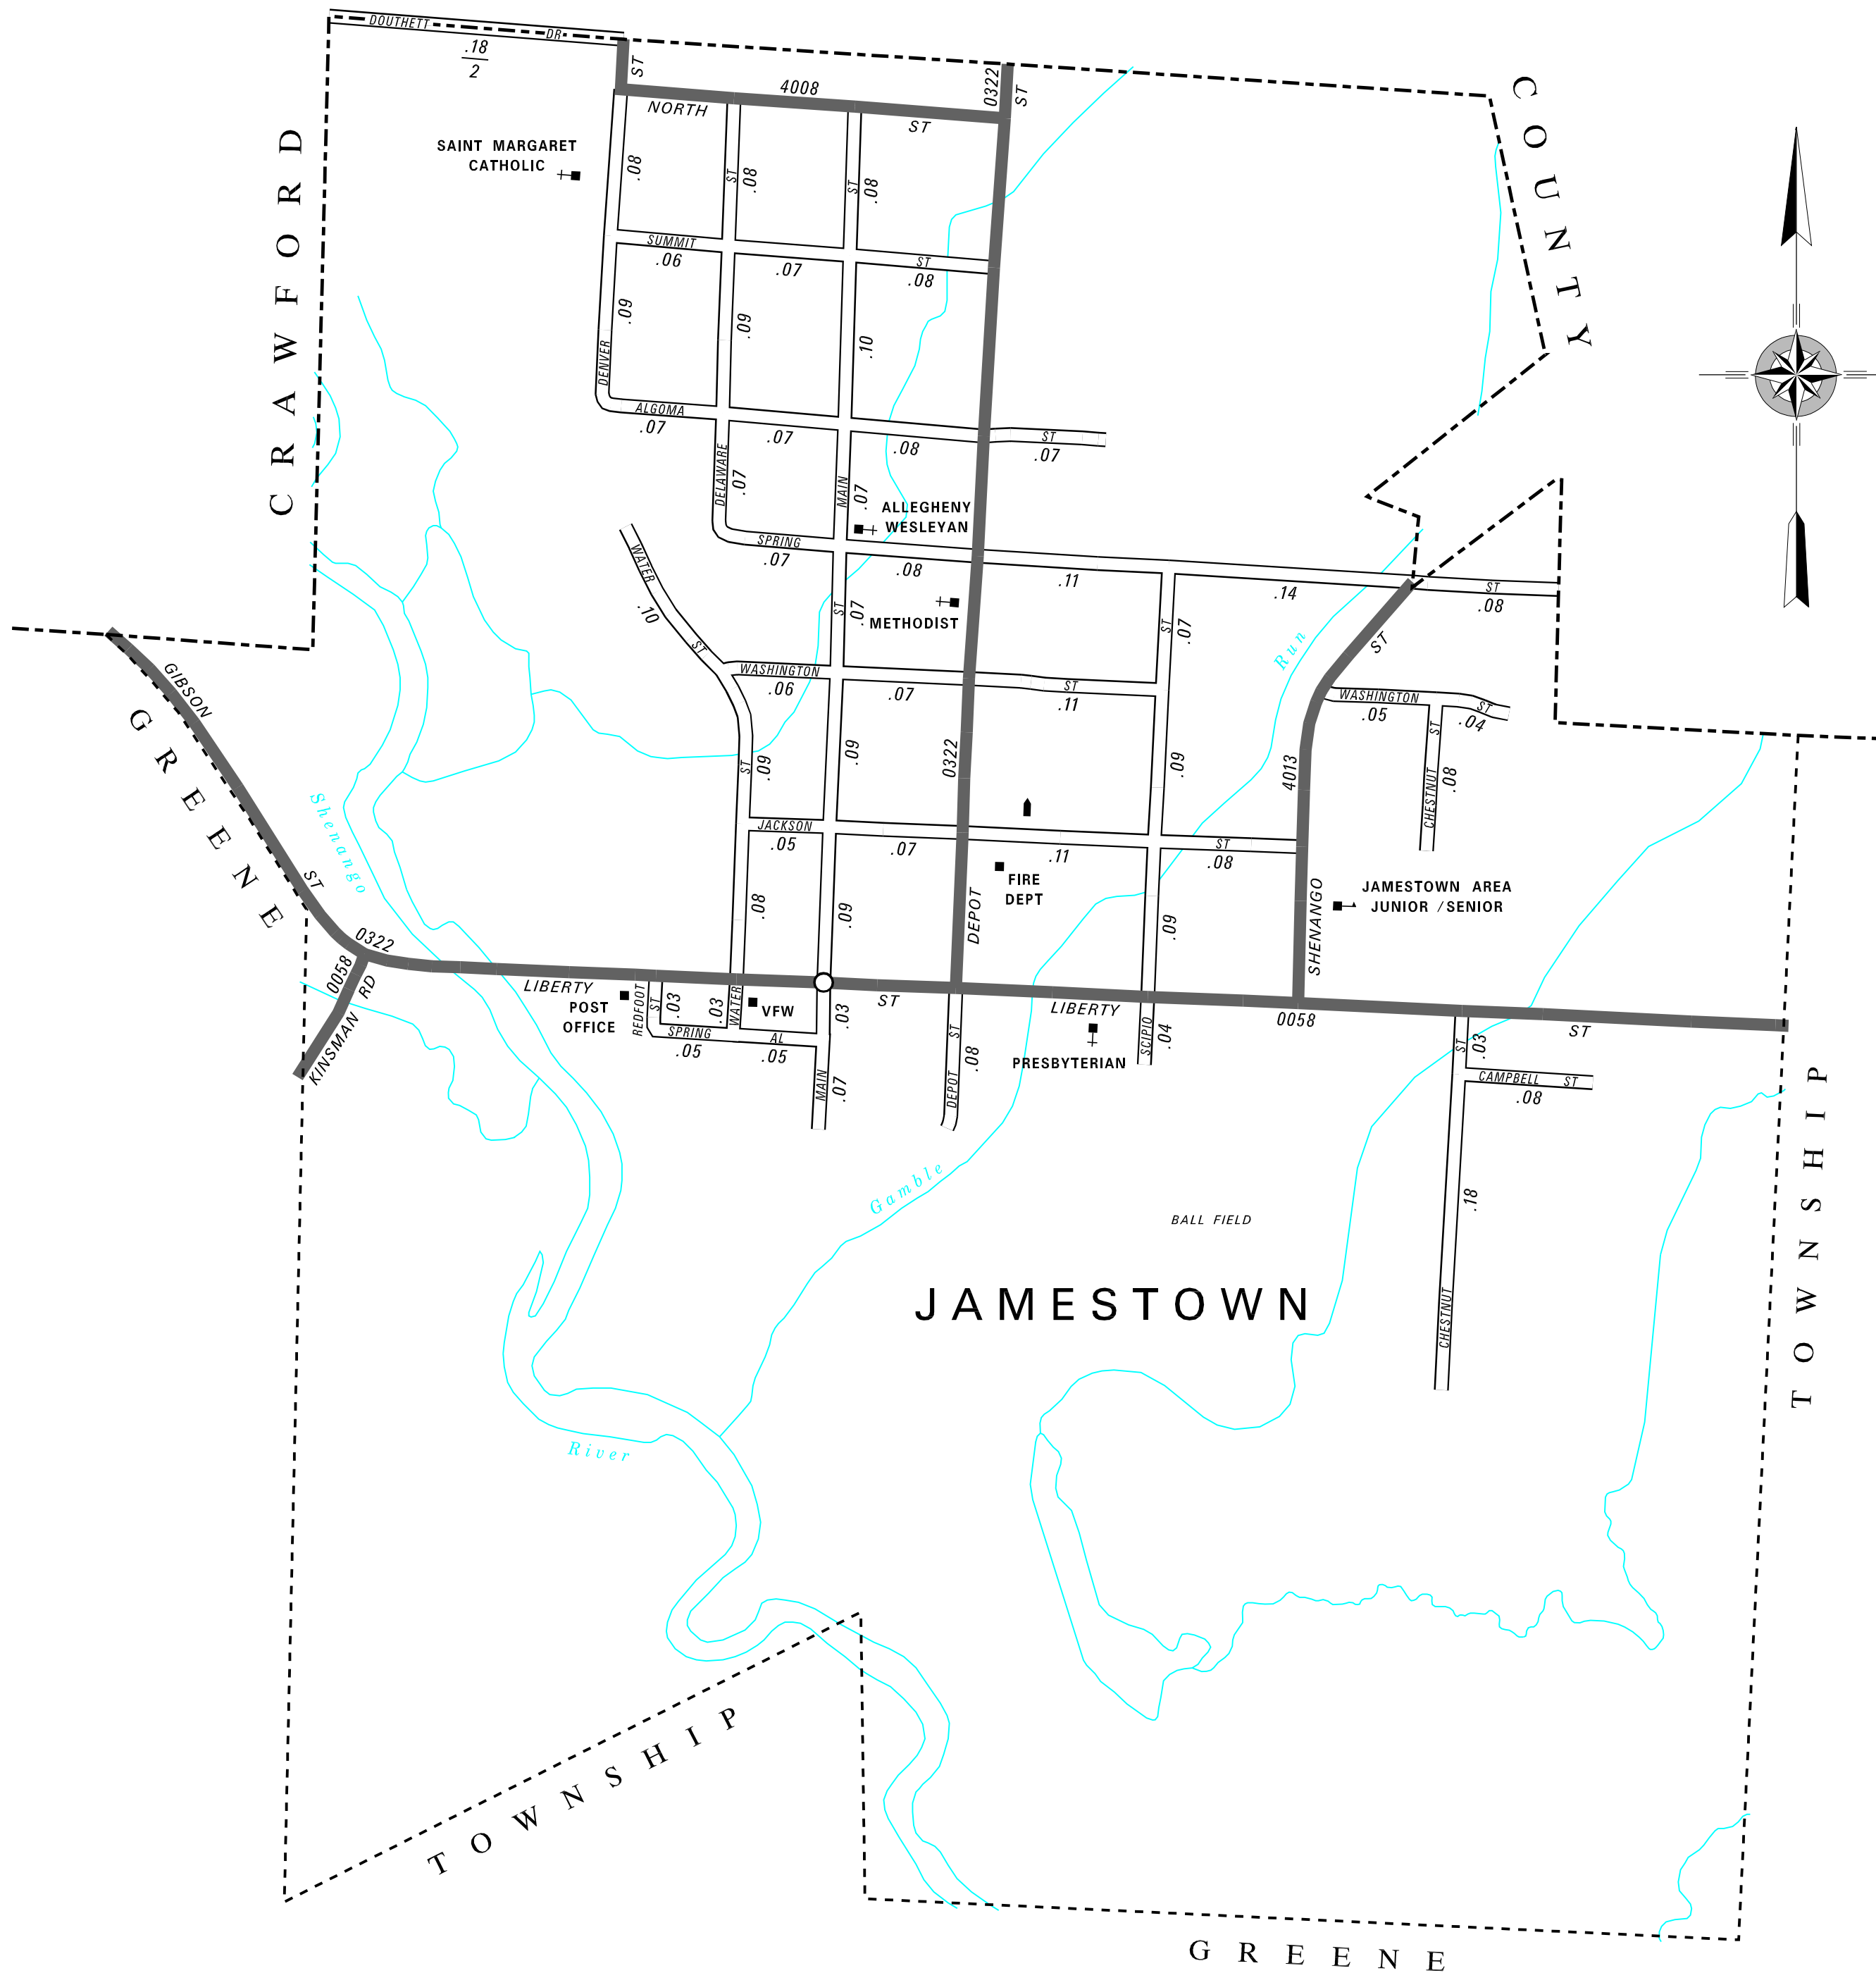 DOUTHETT DR
.18
2
ST
4008
NORTH ST
0322
ST
COUNTY
CRAWFORD
SAINT MARGARET
CATHOLIC
.08
ST
.08
ST
.08
SUMMIT ST
.06
.07
.08
.09
.09
.10
DENVER
ALGOMA ST
.07
.07
.08
.07
DELAWARE
.07
MAIN
.07
ALLEGHENY
WESLEYAN
WATER ST
.10
SPRING ST
.07
.08
.11
.14
.08
ST
.07
METHODIST
ST
.07
Run
ST
GIBSON ST
GREENE
WASHINGTON ST
.06
.07
.11
WASHINGTON ST
.05
.04
ST
.09
.09
0322
.09
4013
ST
CHESTNUT
.08
Shenango
JACKSON ST
.05
.07
.11
.08
FIRE
DEPT
JAMESTOWN AREA
JUNIOR /SENIOR
.08
.09
DEPOT
.09
SHENANGO
0322
0058
KINSMAN RD
LIBERTY ST
LIBERTY ST
0058
POST
OFFICE
REDFOOT ST
.03
.03
WATER
VFW
.03
SPRING AL
.05
.05
MAIN
.07
DEPOT ST
.08
PRESBYTERIAN
SCIPIO
.04
ST
.03
CAMPBELL ST
.08
TOWNSHIP
Gamble
BALL FIELD
.18
CHESTNUT
JAMESTOWN
River
TOWNSHIP
GREENE